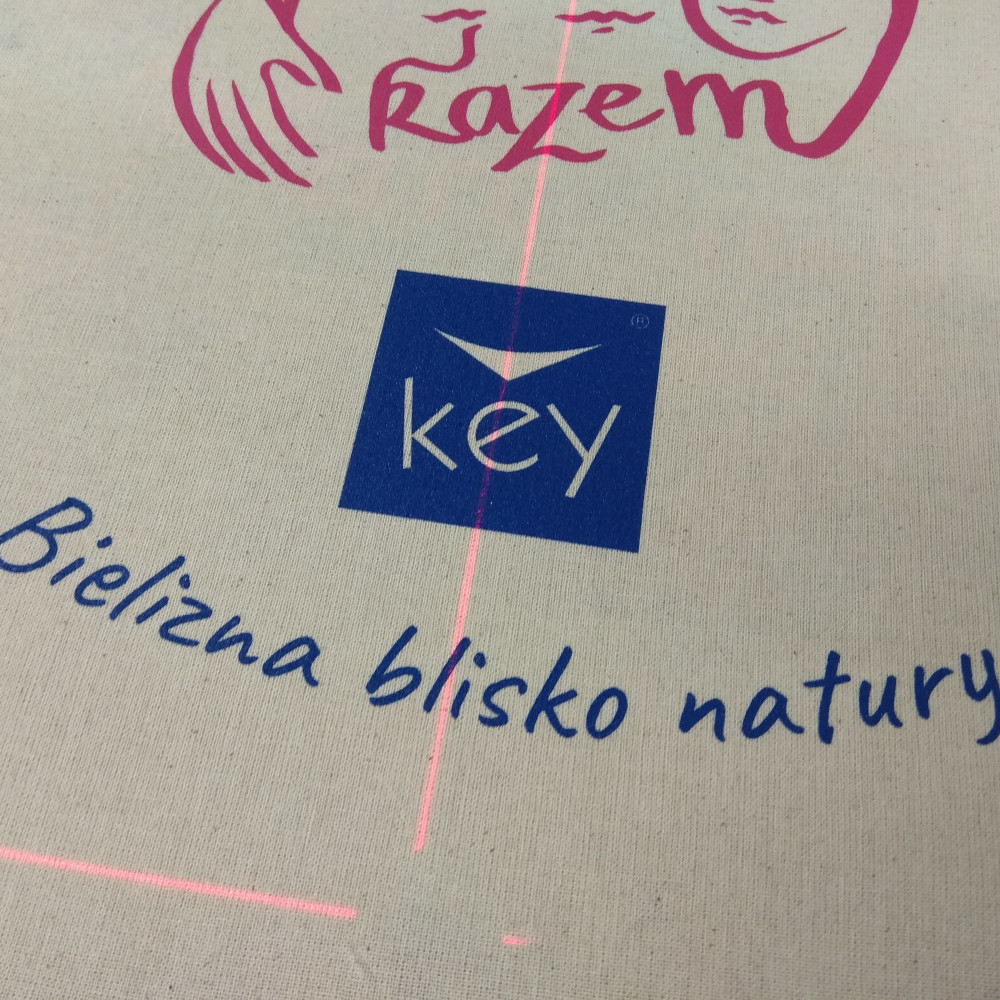 Razem
®
key
Bielizna blisko natury